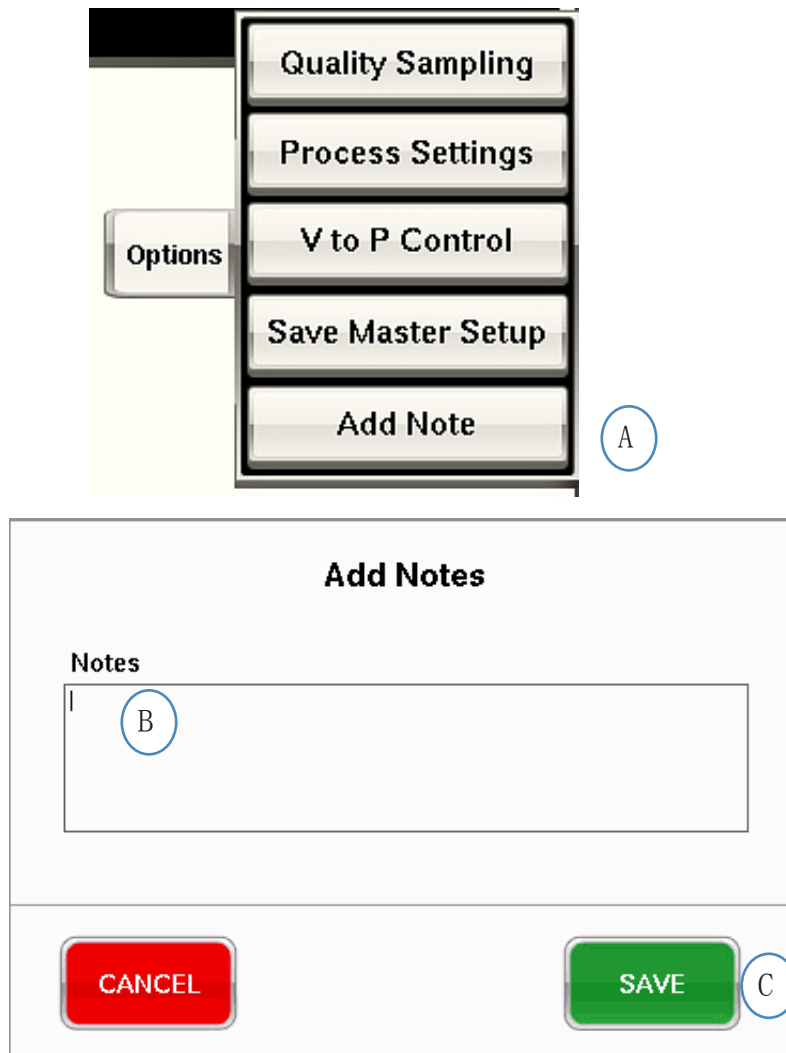 Quality Sampling
Process Settings
Options
V to P Control
Save Master Setup
Add Note
A
Add Notes
Notes
B
CANCEL
SAVE
C